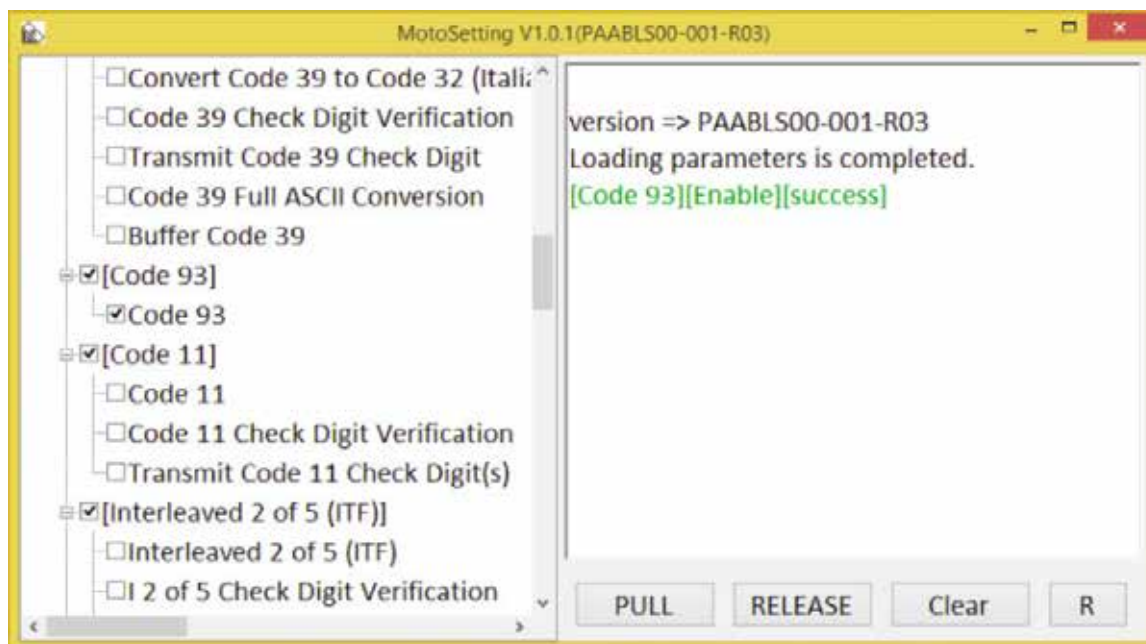 MotoSetting V1.0.1(PAABLS00-001-R03)
Convert Code 39 to Code 32 (Itali
Code 39 Check Digit Verification
Transmit Code 39 Check Digit
Code 39 Full ASCII Conversion
Buffer Code 39
[Code 93]
Code 93
[Code 11]
Code 11
Code 11 Check Digit Verification
Transmit Code 11 Check Digit(s)
[Interleaved 2 of 5 (ITF)]
Interleaved 2 of 5 (ITF)
I 2 of 5 Check Digit Verification
version => PAABLS00-001-R03
Loading parameters is completed.
[Code 93][Enable][success]
PULL RELEASE Clear R